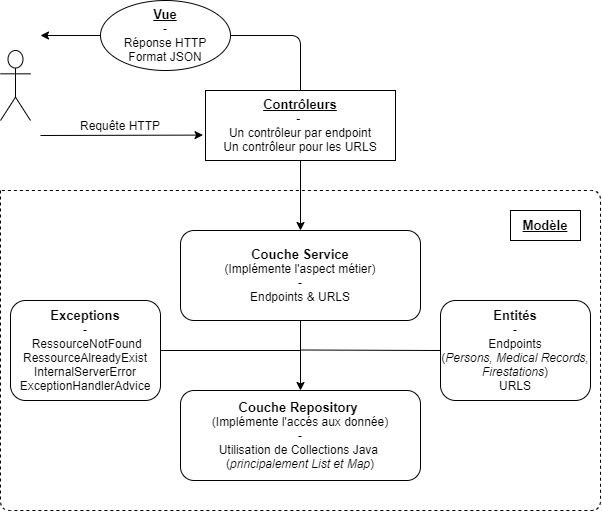 Vue
-
Réponse HTTP
Format JSON
Requête HTTP
Contrôleurs
-
Un contrôleur par endpoint
Un contrôleur pour les URLS
Modèle
Couche Service
(Implémente l'aspect métier)
-
Endpoints & URLS
Exceptions
-
RessourceNotFound
RessourceAlreadyExist
InternalServerError
ExceptionHandlerAdvice
Entités
-
Endpoints
(Persons, Medical Records,
Firestations)
URLS
Couche Repository
(Implémente l'accés aux donnée)
-
Utilisation de Collections Java
(principalement List et Map)